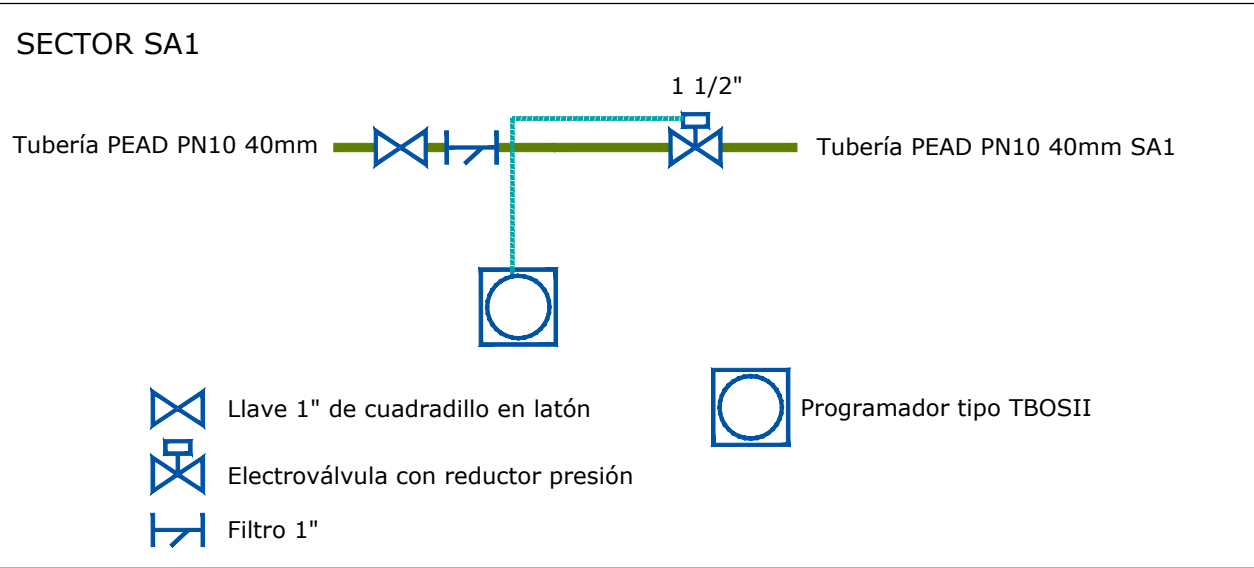 SECTOR SA1
1 1/2"
Tubería PEAD PN10 40mm
Tubería PEAD PN10 40mm SA1
Llave 1" de cuadradillo en latón
Programador tipo TBOSII
Electroválvula con reductor presión
Filtro 1"